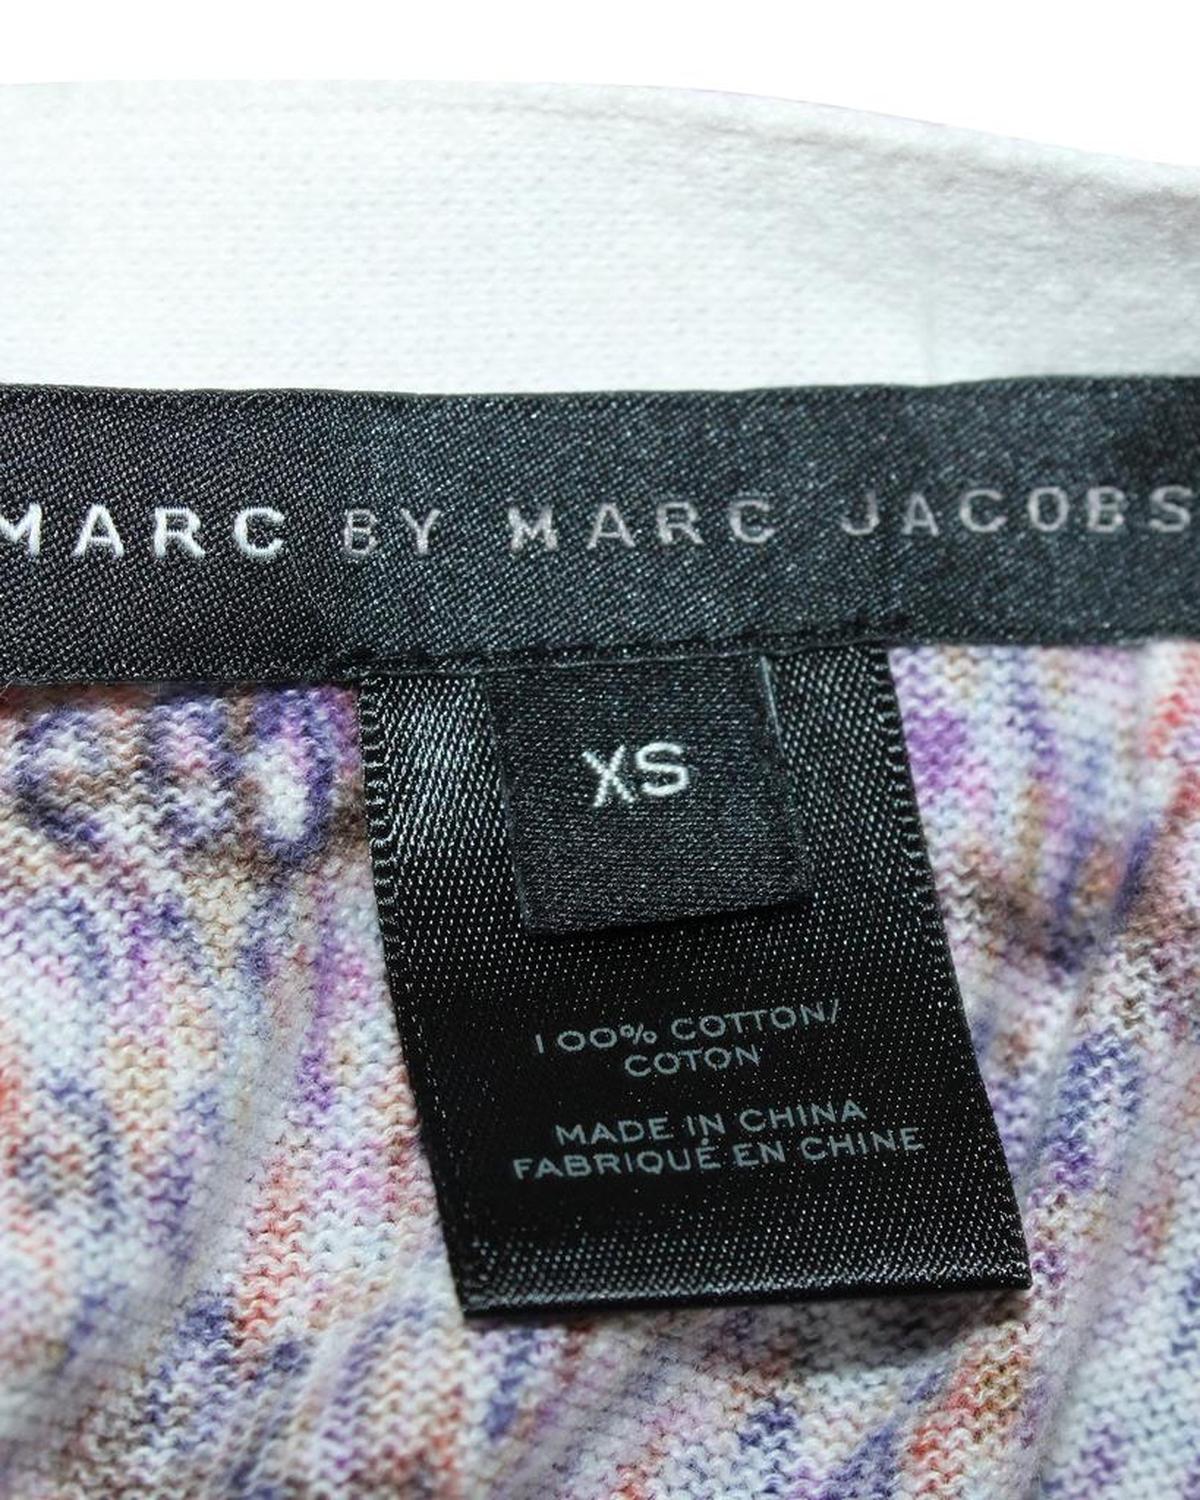 MARC BY MARC JACOBS
XS
100% COTTON/
COTON
MADE IN CHINA
FABRIQUÉ EN CHINE